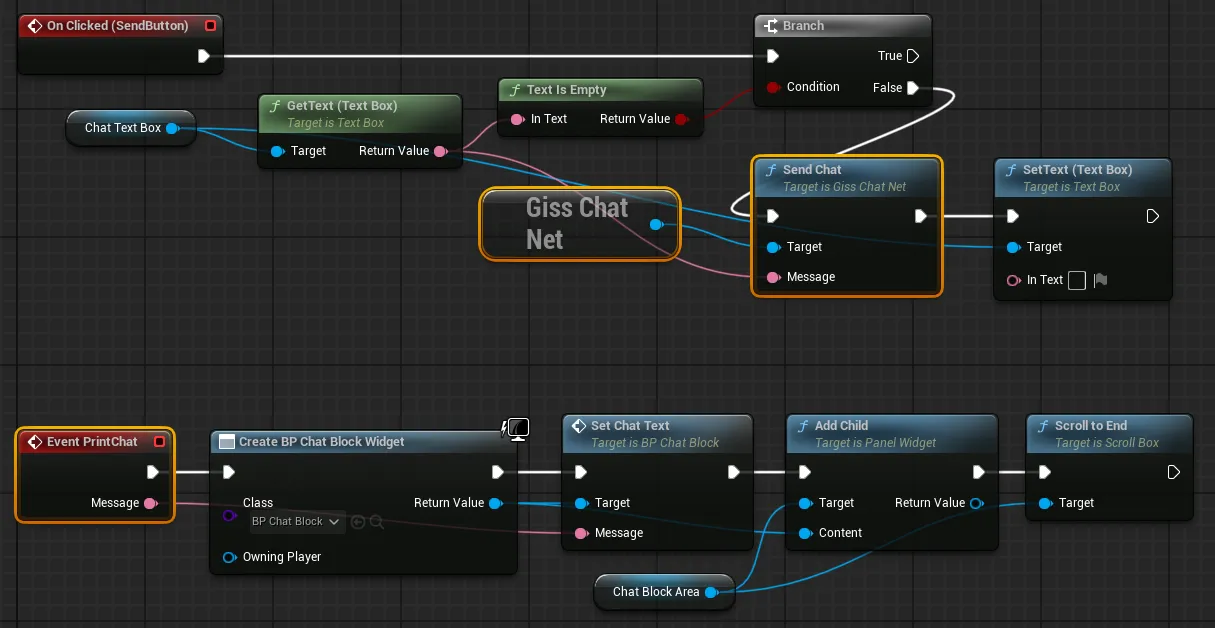 On Clicked (SendButton)
Branch
True
Condition
False
Text Is Empty
In Text
Return Value
GetText (Text Box)
Target is Text Box
Target
Return Value
Chat Text Box
Send Chat
Target is Giss Chat Net
Target
Message
SetText (Text Box)
Target is Text Box
Target
In Text
Giss Chat
Net
Event PrintChat
Message
Create BP Chat Block Widget
Class
Return Value
BP Chat Block
Owning Player
Set Chat Text
Target is BP Chat Block
Target
Message
Add Child
Target is Panel Widget
Target
Return Value
Content
Scroll to End
Target is Scroll Box
Target
Chat Block Area